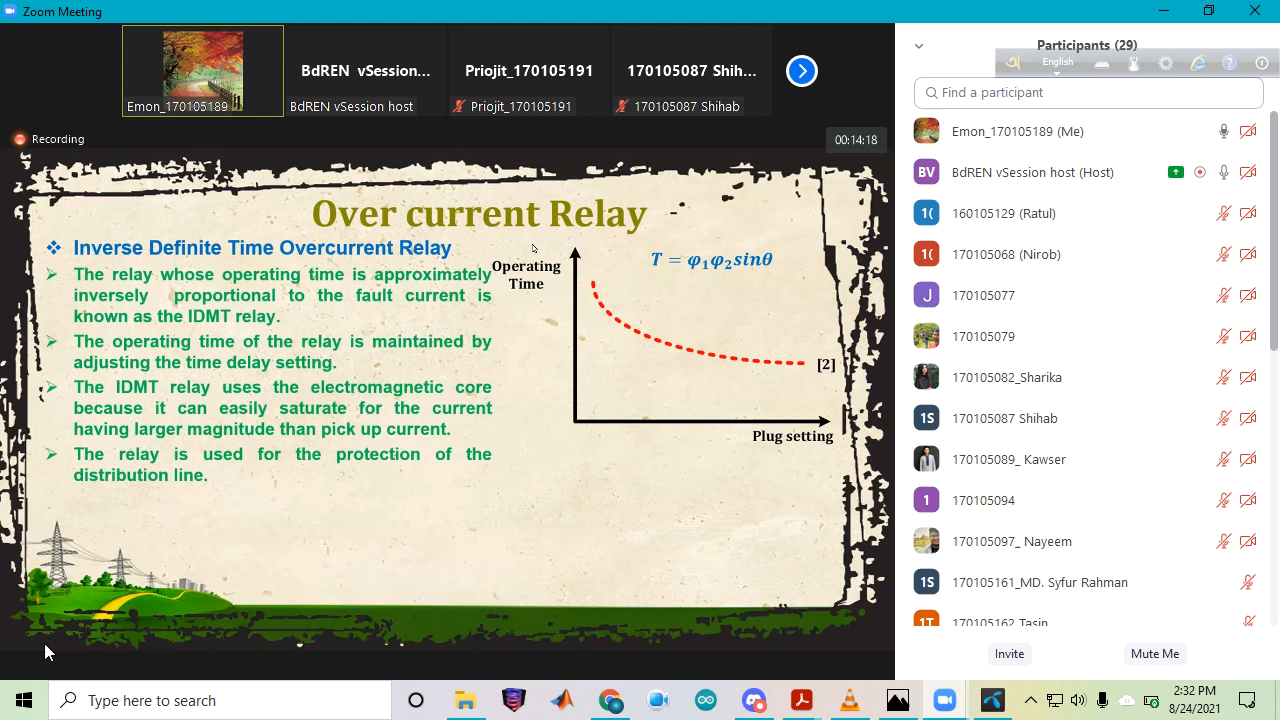 Zoom Meeting
BdREN vSession...
Priojit_170105191
170105087 Shih...
Emon_170105189
BdREN vSession host
Priojit_170105191
170105087 Shihab
Recording
00:14:18
Over current Relay
❖ Inverse Definite Time Overcurrent Relay
➢ The relay whose operating time is approximately
inversely proportional to the fault current is
known as the IDMT relay.
➢ The operating time of the relay is maintained by
adjusting the time delay setting.
➢ The IDMT relay uses the electromagnetic core
because it can easily saturate for the current
having larger magnitude than pick up current.
➢ The relay is used for the protection of the
distribution line.
Operating
Time
T = φ₁φ₂sinθ
[2]
Plug setting
Participants (29)
English
Find a participant
Emon_170105189 (Me)
BV BdREN vSession host (Host)
1( 160105129 (Ratul)
1( 170105068 (Nirob)
J 170105077
170105079
170105082_Sharika
1S 170105087 Shihab
170105089_ Kawser
1 170105094
170105097_ Nayeem
1S 170105161_MD. Syfur Rahman
1T 170105162 Tasin
Invite
Mute Me
Type here to search
2:32 PM
8/24/2021